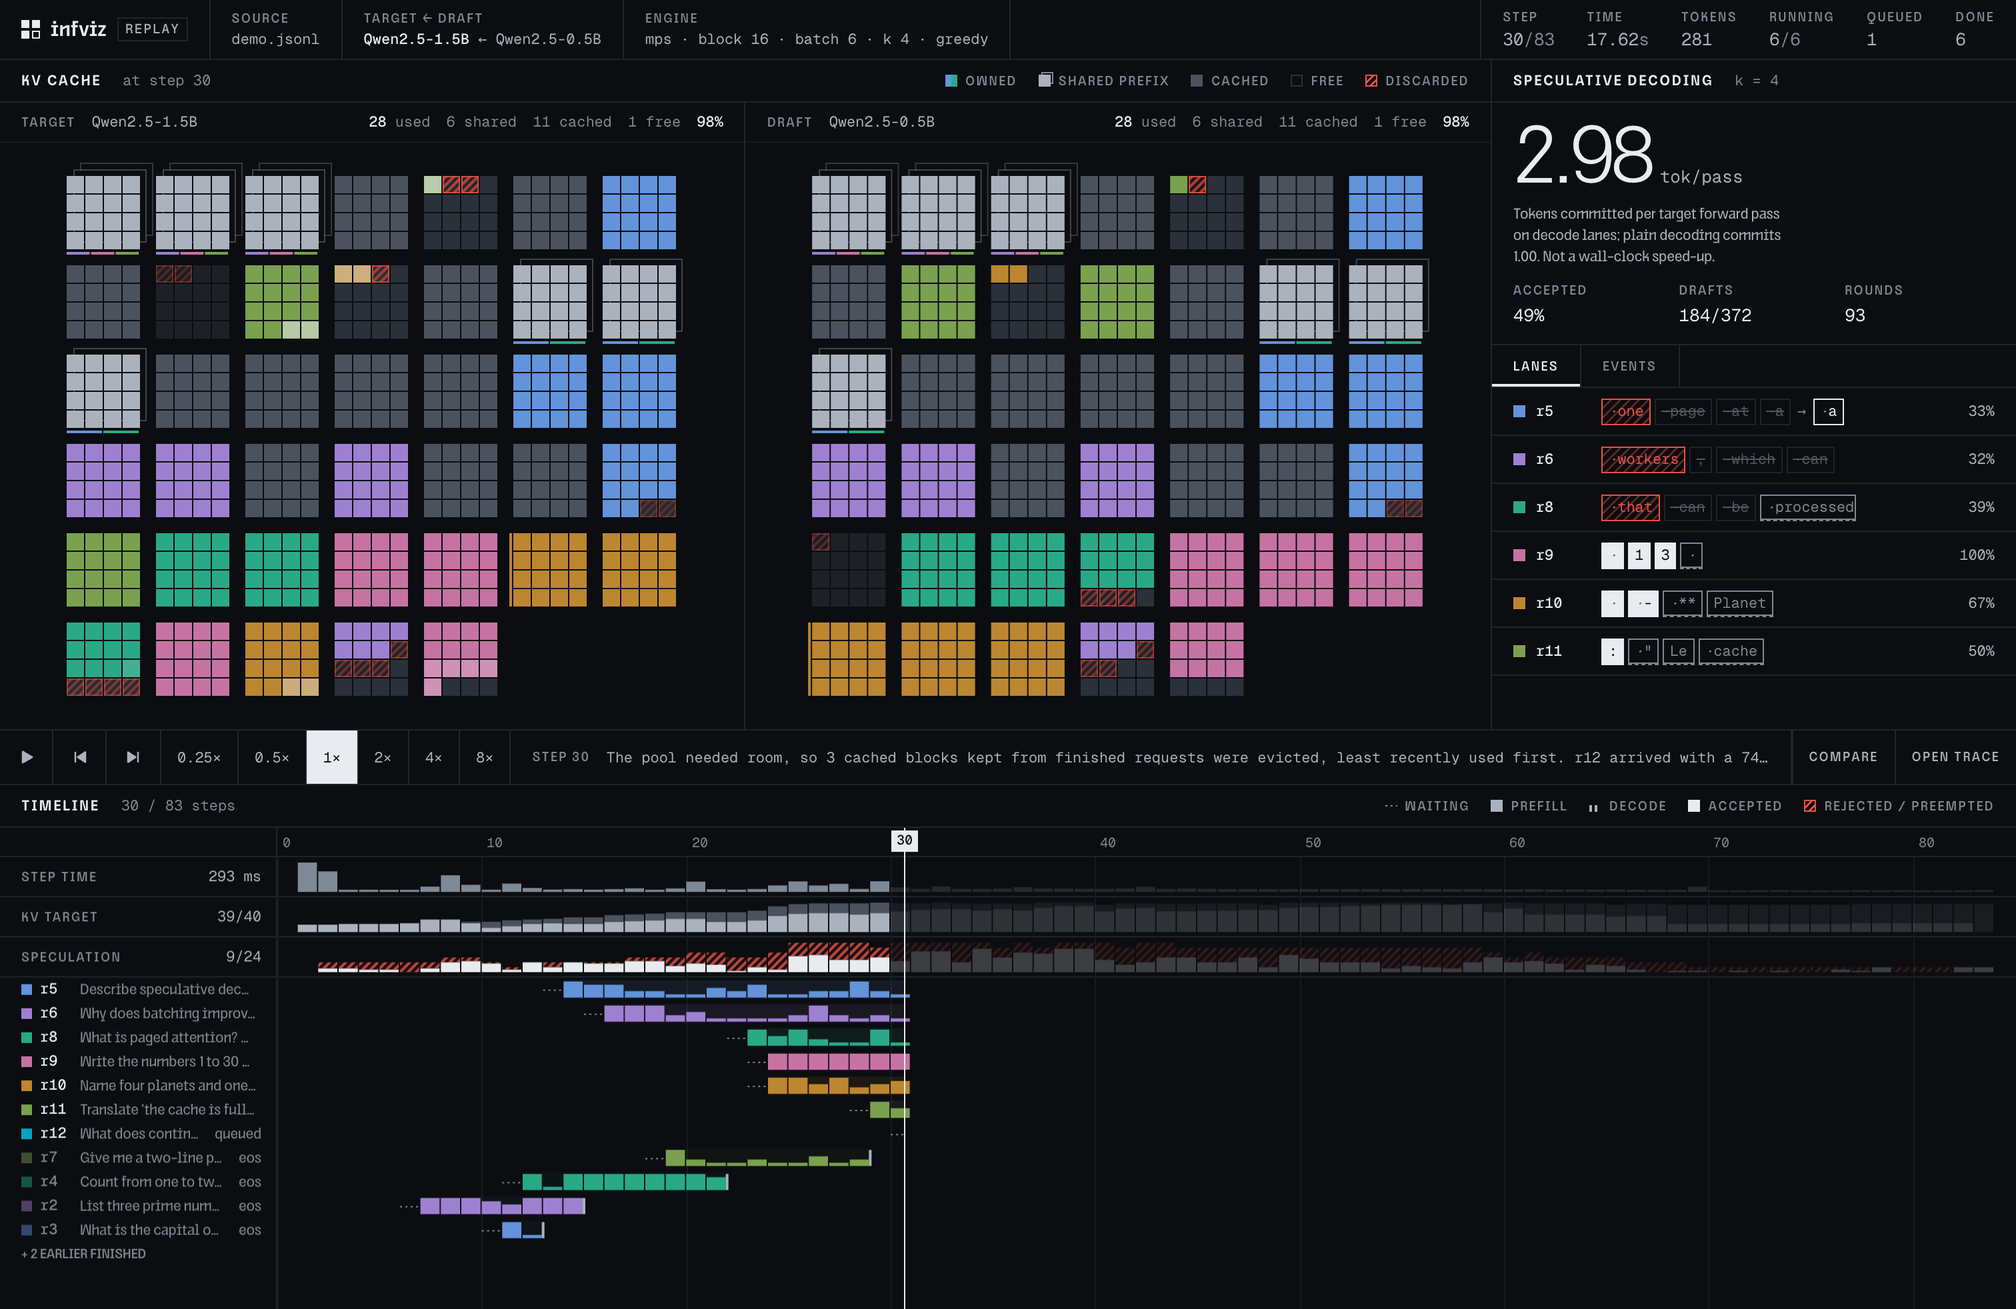 infviz REPLAY
SOURCE
demo.jsonl
TARGET ← DRAFT
Qwen2.5-1.5B ← Qwen2.5-0.5B
ENGINE
mps · block 16 · batch 6 · k 4 · greedy
STEP TIME TOKENS RUNNING QUEUED DONE
30/83 17.62s 281 6/6 1 6
KV CACHE at step 30
OWNED SHARED PREFIX CACHED FREE DISCARDED
TARGET Qwen2.5-1.5B 28 used 6 shared 11 cached 1 free 98%
DRAFT Qwen2.5-0.5B 28 used 6 shared 11 cached 1 free 98%
SPECULATIVE DECODING k = 4
2.98 tok/pass
Tokens committed per target forward pass
on decode lanes; plain decoding commits
1.00. Not a wall-clock speed-up.
ACCEPTED DRAFTS ROUNDS
49% 184/372 93
LANES EVENTS
r5 ·one ·page ·at ·a → ·a 33%
r6 ·workers , ·which ·can 32%
r8 ·that ·can ·be ·processed 39%
r9 · 1 3 · 100%
r10 · ·- ·** Planet 67%
r11 : ·" Le ·cache 50%
0.25× 0.5× 1× 2× 4× 8×
STEP 30 The pool needed room, so 3 cached blocks kept from finished requests were evicted, least recently used first. r12 arrived with a 74…
COMPARE OPEN TRACE
TIMELINE 30 / 83 steps
WAITING PREFILL DECODE ACCEPTED REJECTED / PREEMPTED
0 10 20 30 40 50 60 70 80
STEP TIME 293 ms
KV TARGET 39/40
SPECULATION 9/24
r5 Describe speculative dec…
r6 Why does batching improv…
r8 What is paged attention? …
r9 Write the numbers 1 to 30 …
r10 Name four planets and one…
r11 Translate 'the cache is full…
r12 What does contin… queued
r7 Give me a two-line p… eos
r4 Count from one to tw… eos
r2 List three prime num… eos
r3 What is the capital o… eos
+ 2 EARLIER FINISHED